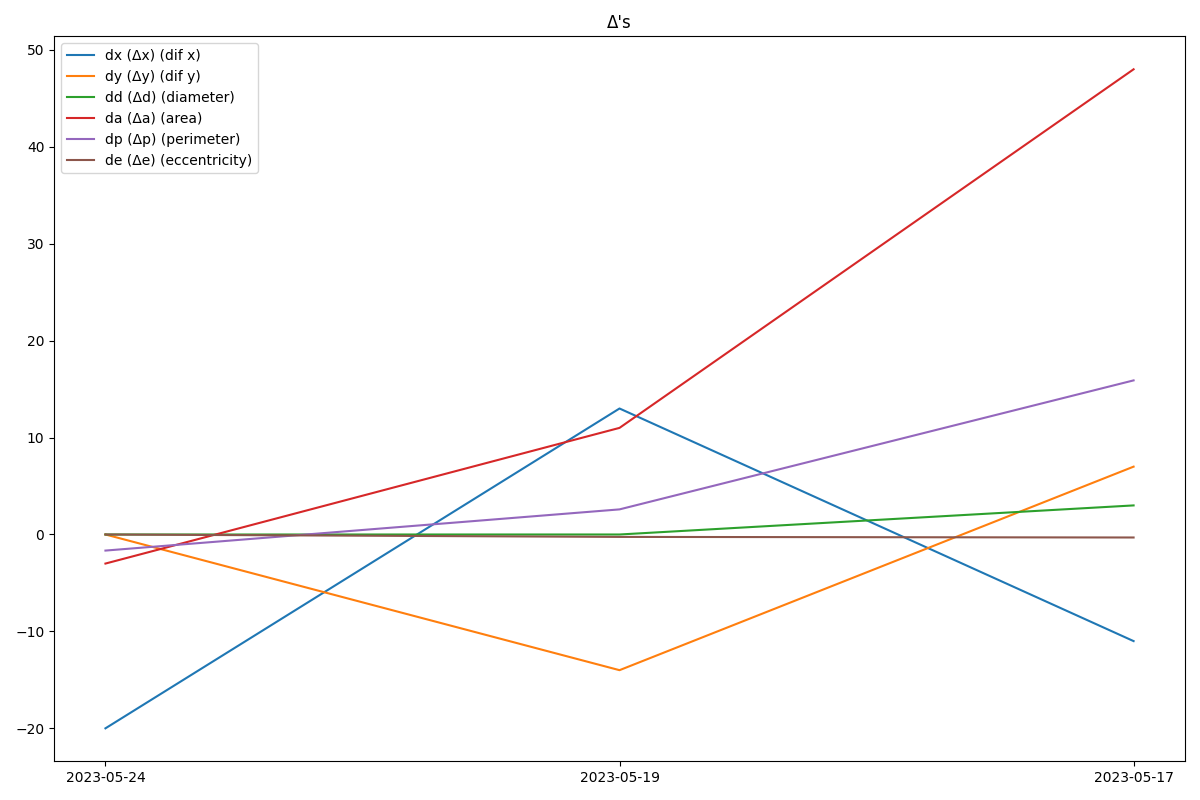 Δ's
50
40
30
20
10
0
−10
−20
dx (Δx) (dif x)
dy (Δy) (dif y)
dd (Δd) (diameter)
da (Δa) (area)
dp (Δp) (perimeter)
de (Δe) (eccentricity)
2023-05-24
2023-05-19
2023-05-17